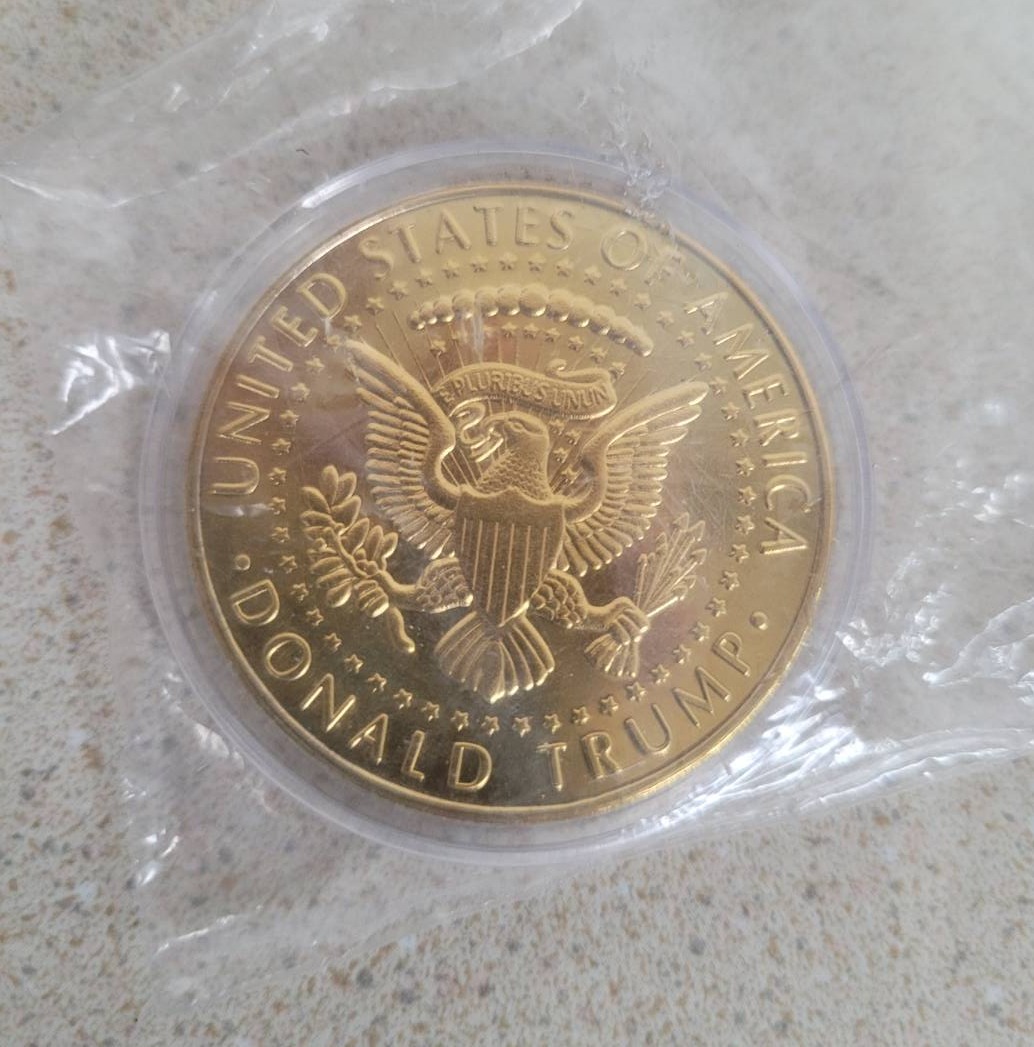 UNITED STATES OF AMERICA
E PLURIBUS UNUM
· DONALD TRUMP ·